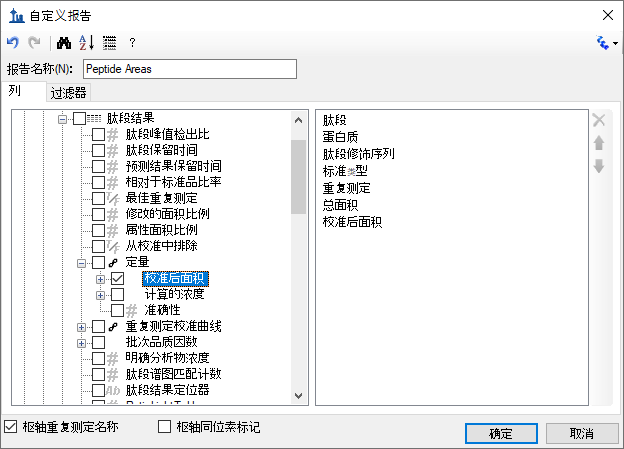 自定义报告
?
报告名称(N): Peptide Areas
列 过滤器
肽段结果
肽段峰值检出比
肽段保留时间
预测结果保留时间
相对于标准品比率
最佳重复测定
修改的面积比例
属性面积比例
从校准中排除
定量
校准后面积
计算的浓度
准确性
重复测定校准曲线
批次品质因数
明确分析物浓度
肽段谱图匹配计数
肽段结果定位器
肽段
蛋白质
肽段修饰序列
标准类型
重复测定
总面积
校准后面积
枢轴重复测定名称 枢轴同位素标记
确定 取消